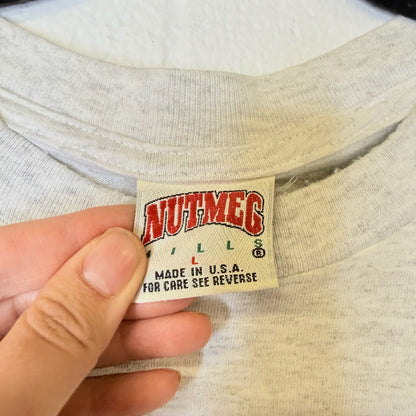 NUTMEG
MILLS ®
L
MADE IN U.S.A.
FOR CARE SEE REVERSE